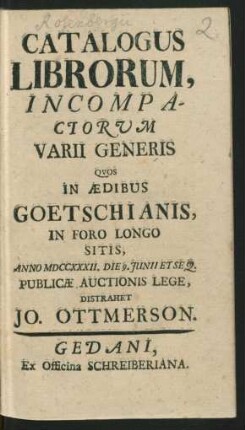 2
CATALOGUS
LIBRORUM,
INCOMPA-
CTORUM
VARII GENERIS
QVOS
IN ÆDIBUS
GOETSCHIANIS,
IN FORO LONGO
SITIS,
ANNO MDCCXXXII. DIE 9. JUNII ET SEQ.
PUBLICÆ AUCTIONIS LEGE,
DISTRAHET
JO. OTTMERSON.
GEDANI,
Ex Officina SCHREIBERIANA.